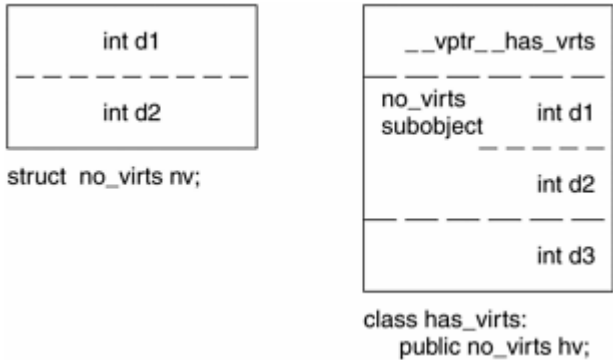 int d1
int d2
struct no_virts nv;
__vptr__has_vrts
no_virts
subobject
int d1
int d2
int d3
class has_virts:
public no_virts hv;